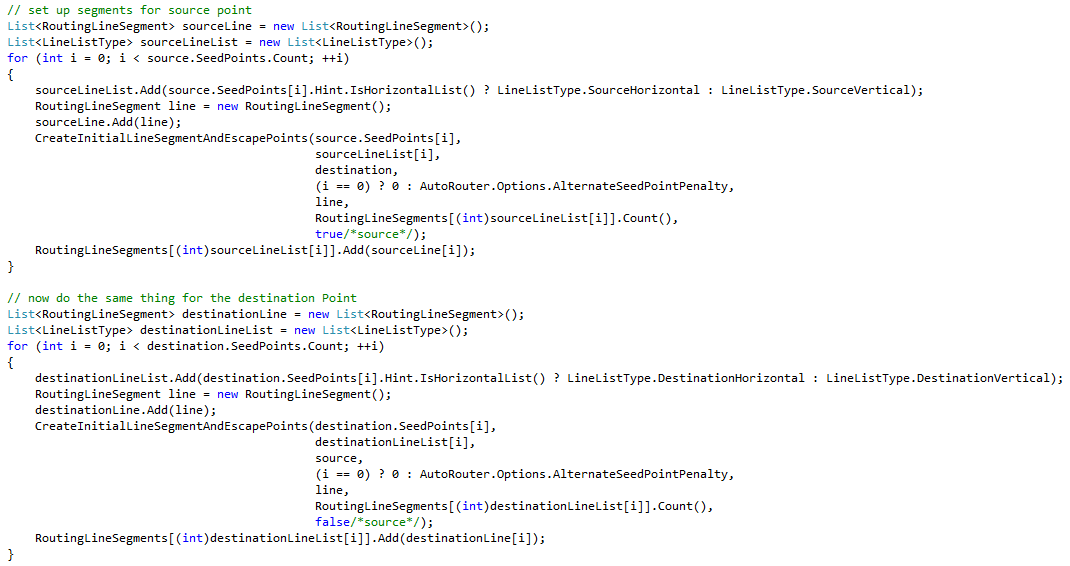 // set up segments for source point
List<RoutingLineSegment> sourceLine = new List<RoutingLineSegment>();
List<LineListType> sourceLineList = new List<LineListType>();
for (int i = 0; i < source.SeedPoints.Count; ++i)
{
    sourceLineList.Add(source.SeedPoints[i].Hint.IsHorizontalList() ? LineListType.SourceHorizontal : LineListType.SourceVertical);
    RoutingLineSegment line = new RoutingLineSegment();
    sourceLine.Add(line);
    CreateInitialLineSegmentAndEscapePoints(source.SeedPoints[i],
                                            sourceLineList[i],
                                            destination,
                                            (i == 0) ? 0 : AutoRouter.Options.AlternateSeedPointPenalty,
                                            line,
                                            RoutingLineSegments[(int)sourceLineList[i]].Count(),
                                            true/*source*/);
    RoutingLineSegments[(int)sourceLineList[i]].Add(sourceLine[i]);
}

// now do the same thing for the destination Point
List<RoutingLineSegment> destinationLine = new List<RoutingLineSegment>();
List<LineListType> destinationLineList = new List<LineListType>();
for (int i = 0; i < destination.SeedPoints.Count; ++i)
{
    destinationLineList.Add(destination.SeedPoints[i].Hint.IsHorizontalList() ? LineListType.DestinationHorizontal : LineListType.DestinationVertical);
    RoutingLineSegment line = new RoutingLineSegment();
    destinationLine.Add(line);
    CreateInitialLineSegmentAndEscapePoints(destination.SeedPoints[i],
                                            destinationLineList[i],
                                            source,
                                            (i == 0) ? 0 : AutoRouter.Options.AlternateSeedPointPenalty,
                                            line,
                                            RoutingLineSegments[(int)destinationLineList[i]].Count(),
                                            false/*source*/);
    RoutingLineSegments[(int)destinationLineList[i]].Add(destinationLine[i]);
}